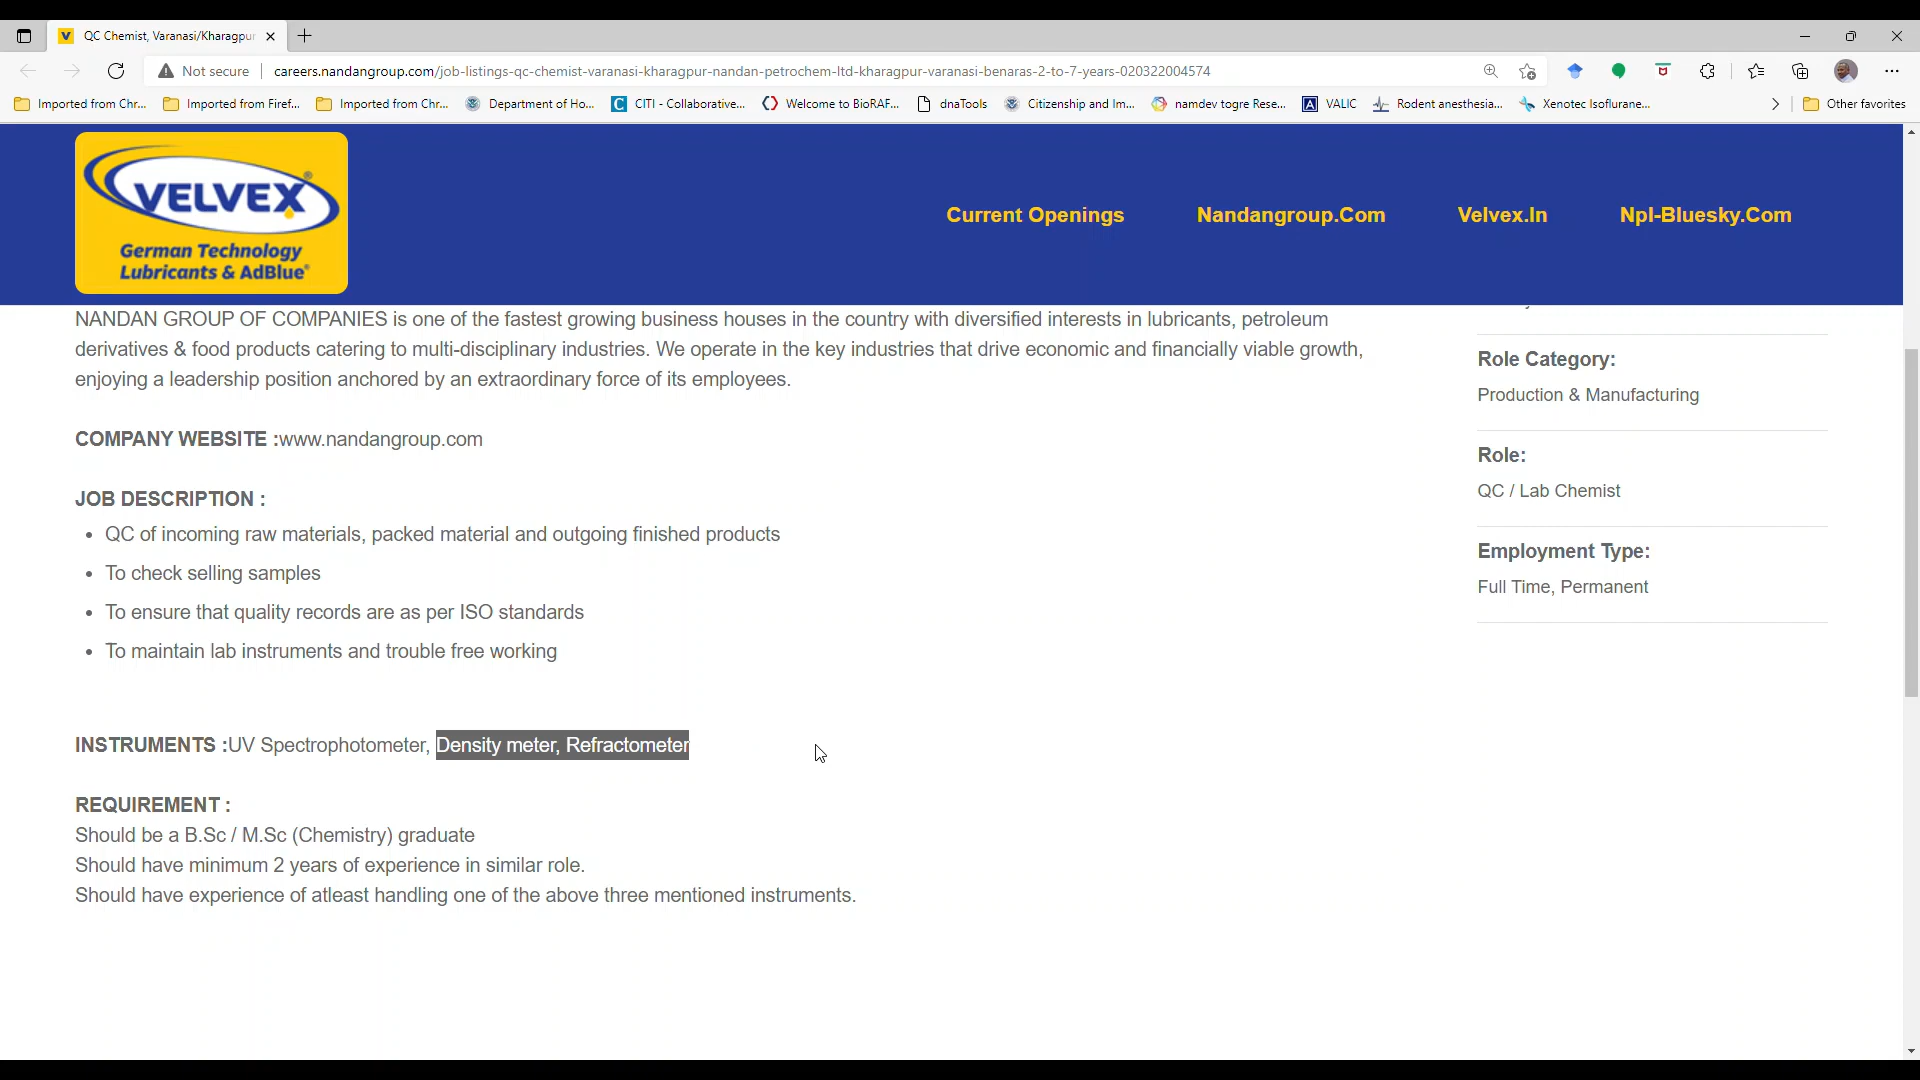 QC Chemist, Varanasi/Kharagpur
Not secure
careers.nandangroup.com/job-listings-qc-chemist-varanasi-kharagpur-nandan-petrochem-ltd-kharagpur-varanasi-benaras-2-to-7-years-020322004574
Imported from Chr... Imported from Firef... Imported from Chr... Department of Ho... CITI - Collaborative... Welcome to BioRAF... dnaTools Citizenship and Im... namdev togre Rese... VALIC Rodent anesthesia... Xenotec Isoflurane... Other favorites
VELVEX®
German Technology
Lubricants & AdBlue®
Current Openings Nandangroup.Com Velvex.In Npl-Bluesky.Com
NANDAN GROUP OF COMPANIES is one of the fastest growing business houses in the country with diversified interests in lubricants, petroleum
derivatives & food products catering to multi-disciplinary industries. We operate in the key industries that drive economic and financially viable growth,
enjoying a leadership position anchored by an extraordinary force of its employees.
COMPANY WEBSITE :www.nandangroup.com
JOB DESCRIPTION :
• QC of incoming raw materials, packed material and outgoing finished products
• To check selling samples
• To ensure that quality records are as per ISO standards
• To maintain lab instruments and trouble free working
INSTRUMENTS :UV Spectrophotometer, Density meter, Refractometer
REQUIREMENT :
Should be a B.Sc / M.Sc (Chemistry) graduate
Should have minimum 2 years of experience in similar role.
Should have experience of atleast handling one of the above three mentioned instruments.
Role Category:
Production & Manufacturing
Role:
QC / Lab Chemist
Employment Type:
Full Time, Permanent